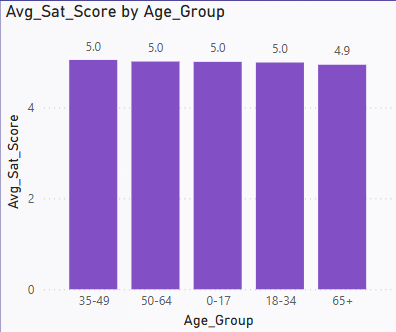 Avg_Sat_Score by Age_Group
5.0 5.0 5.0 5.0 4.9
4
2
0
Avg_Sat_Score
35-49 50-64 0-17 18-34 65+
Age_Group